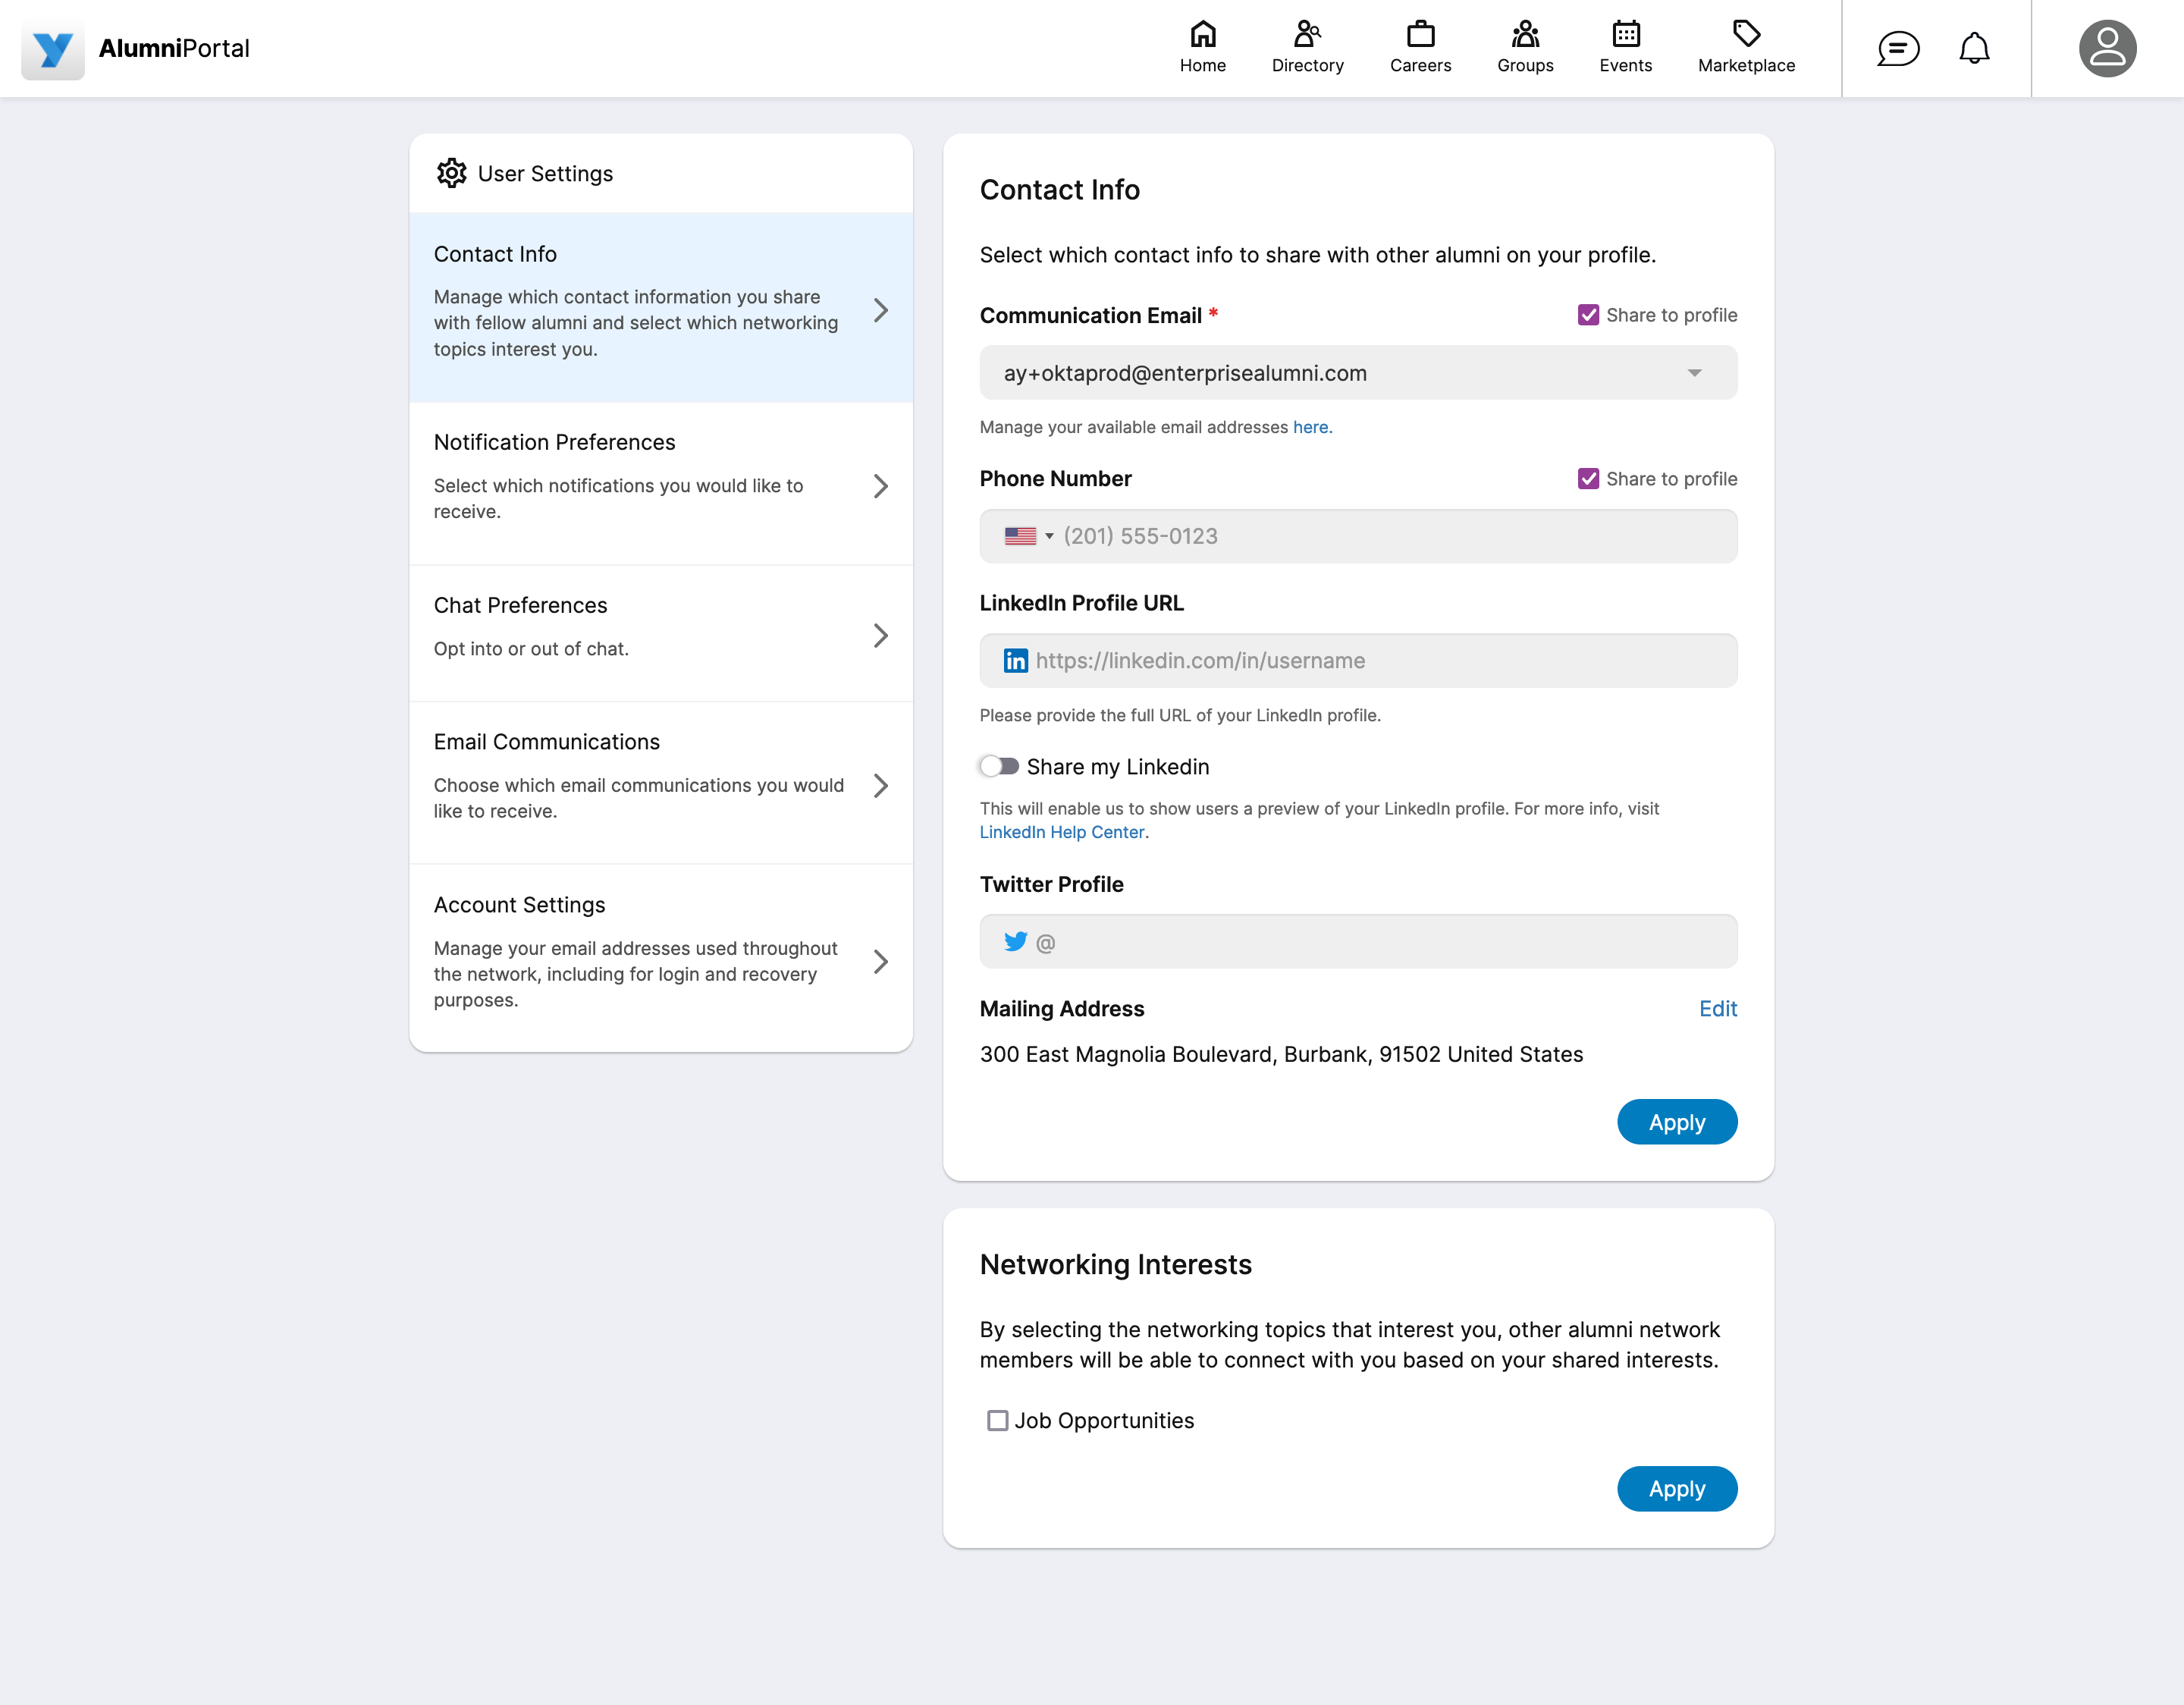 AlumniPortal
Home
Directory
Careers
Groups
Events
Marketplace
User Settings
Contact Info
Manage which contact information you share
with fellow alumni and select which networking
topics interest you.
Notification Preferences
Select which notifications you would like to
receive.
Chat Preferences
Opt into or out of chat.
Email Communications
Choose which email communications you would
like to receive.
Account Settings
Manage your email addresses used throughout
the network, including for login and recovery
purposes.
Contact Info
Select which contact info to share with other alumni on your profile.
Communication Email *
Share to profile
ay+oktaprod@enterprisealumni.com
Manage your available email addresses here.
Phone Number
Share to profile
(201) 555-0123
LinkedIn Profile URL
in https://linkedin.com/in/username
Please provide the full URL of your LinkedIn profile.
Share my Linkedin
This will enable us to show users a preview of your LinkedIn profile. For more info, visit
LinkedIn Help Center.
Twitter Profile
@
Mailing Address
Edit
300 East Magnolia Boulevard, Burbank, 91502 United States
Apply
Networking Interests
By selecting the networking topics that interest you, other alumni network
members will be able to connect with you based on your shared interests.
Job Opportunities
Apply